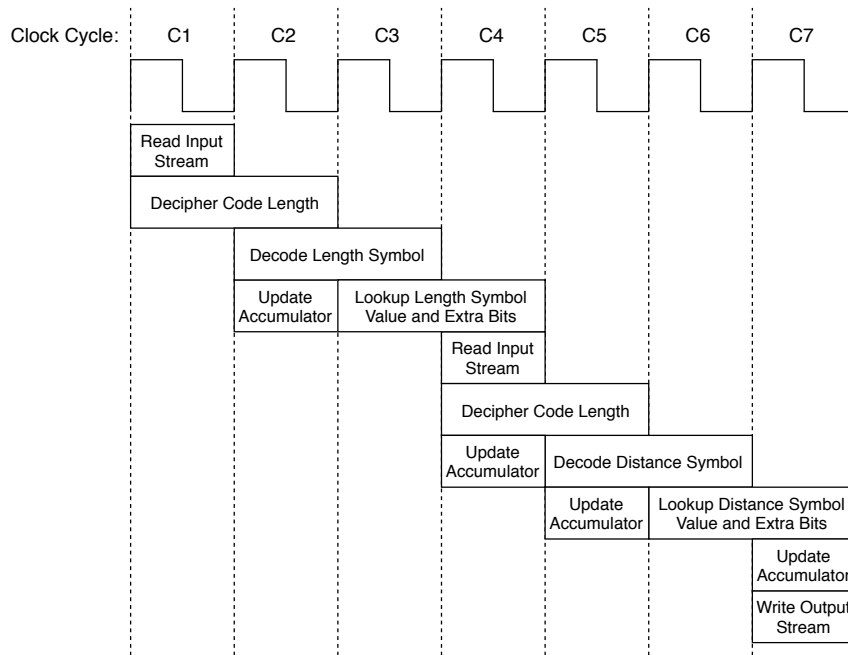 Clock Cycle: C1 C2 C3 C4 C5 C6 C7
Read Input
Stream
Decipher Code Length
Decode Length Symbol
Update
Accumulator
Lookup Length Symbol
Value and Extra Bits
Read Input
Stream
Decipher Code Length
Update
Accumulator
Decode Distance Symbol
Update
Accumulator
Lookup Distance Symbol
Value and Extra Bits
Update
Accumulator
Write Output
Stream